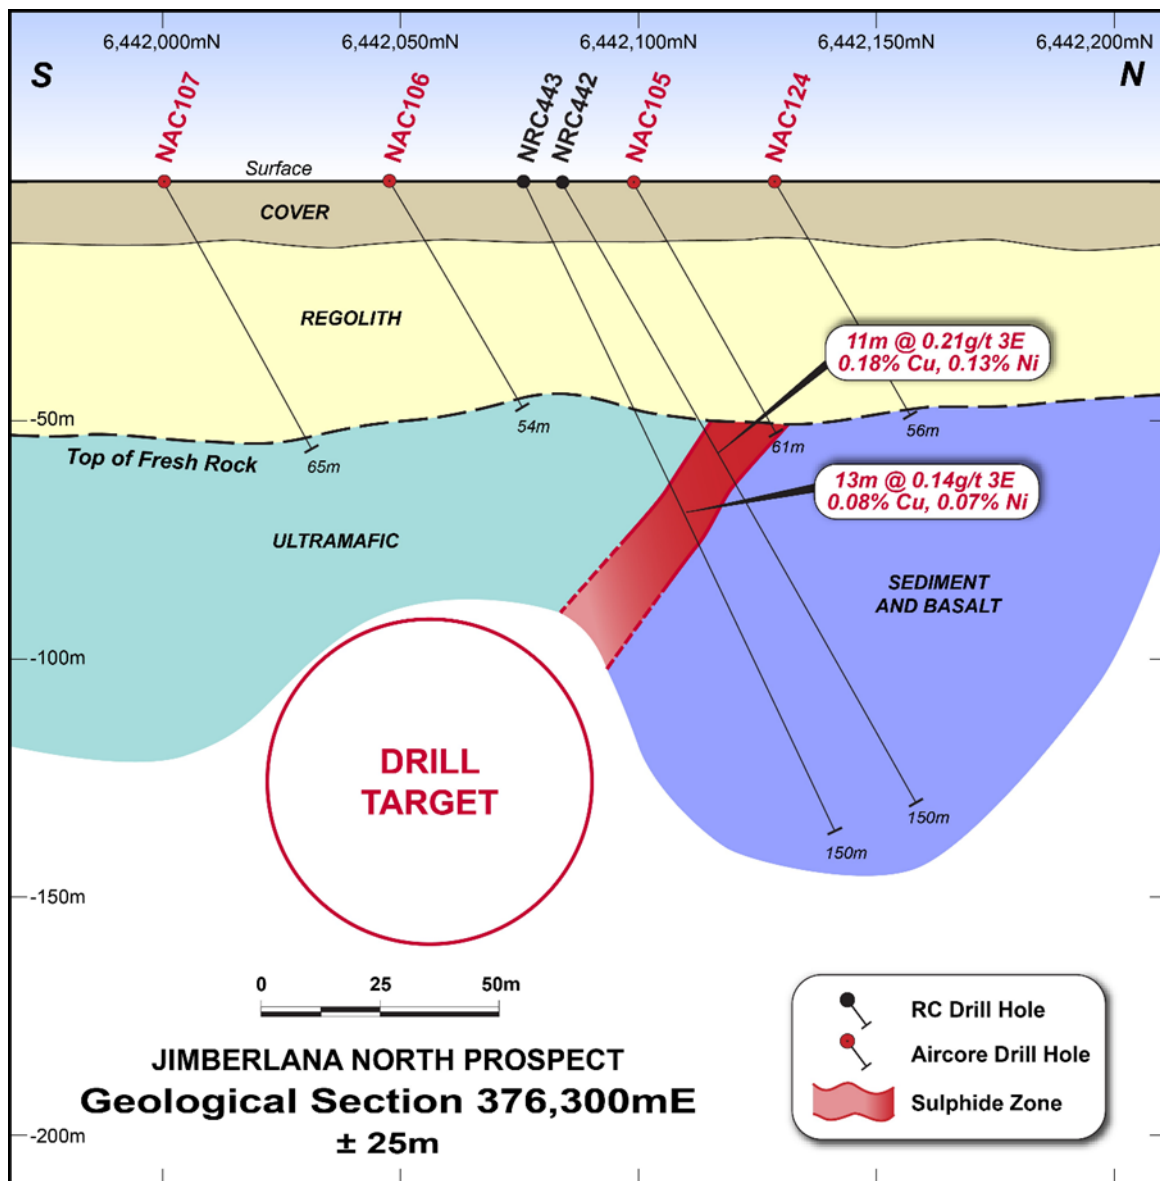 6,442,000mN
6,442,050mN
6,442,100mN
6,442,150mN
6,442,200mN
S
N
NAC107
NAC106
NRC443
NRC442
NAC105
NAC124
Surface
COVER
REGOLITH
11m @ 0.21g/t 3E
0.18% Cu, 0.13% Ni
-50m
54m
56m
61m
65m
Top of Fresh Rock
13m @ 0.14g/t 3E
0.08% Cu, 0.07% Ni
ULTRAMAFIC
SEDIMENT
AND BASALT
-100m
DRILL
TARGET
150m
150m
-150m
0 25 50m
JIMBERLANA NORTH PROSPECT
Geological Section 376,300mE
± 25m
-200m
RC Drill Hole
Aircore Drill Hole
Sulphide Zone